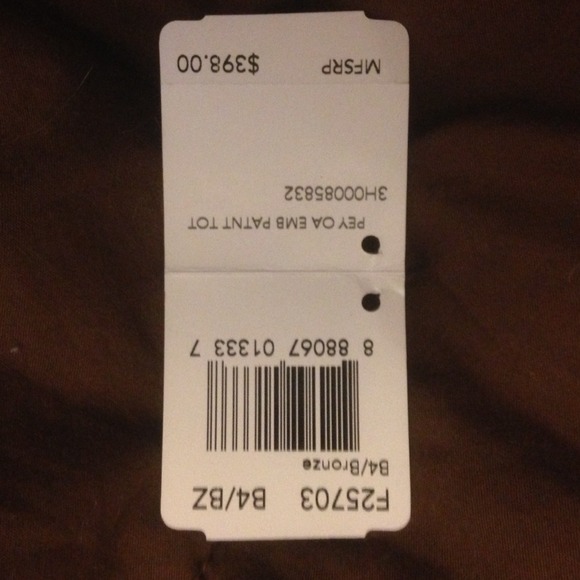 F25703 B4/BZ
B4/Bronze
8 88067 01333 7
PEY OA EMB PATNT TOT
3H00085832
MFSRP $398.00